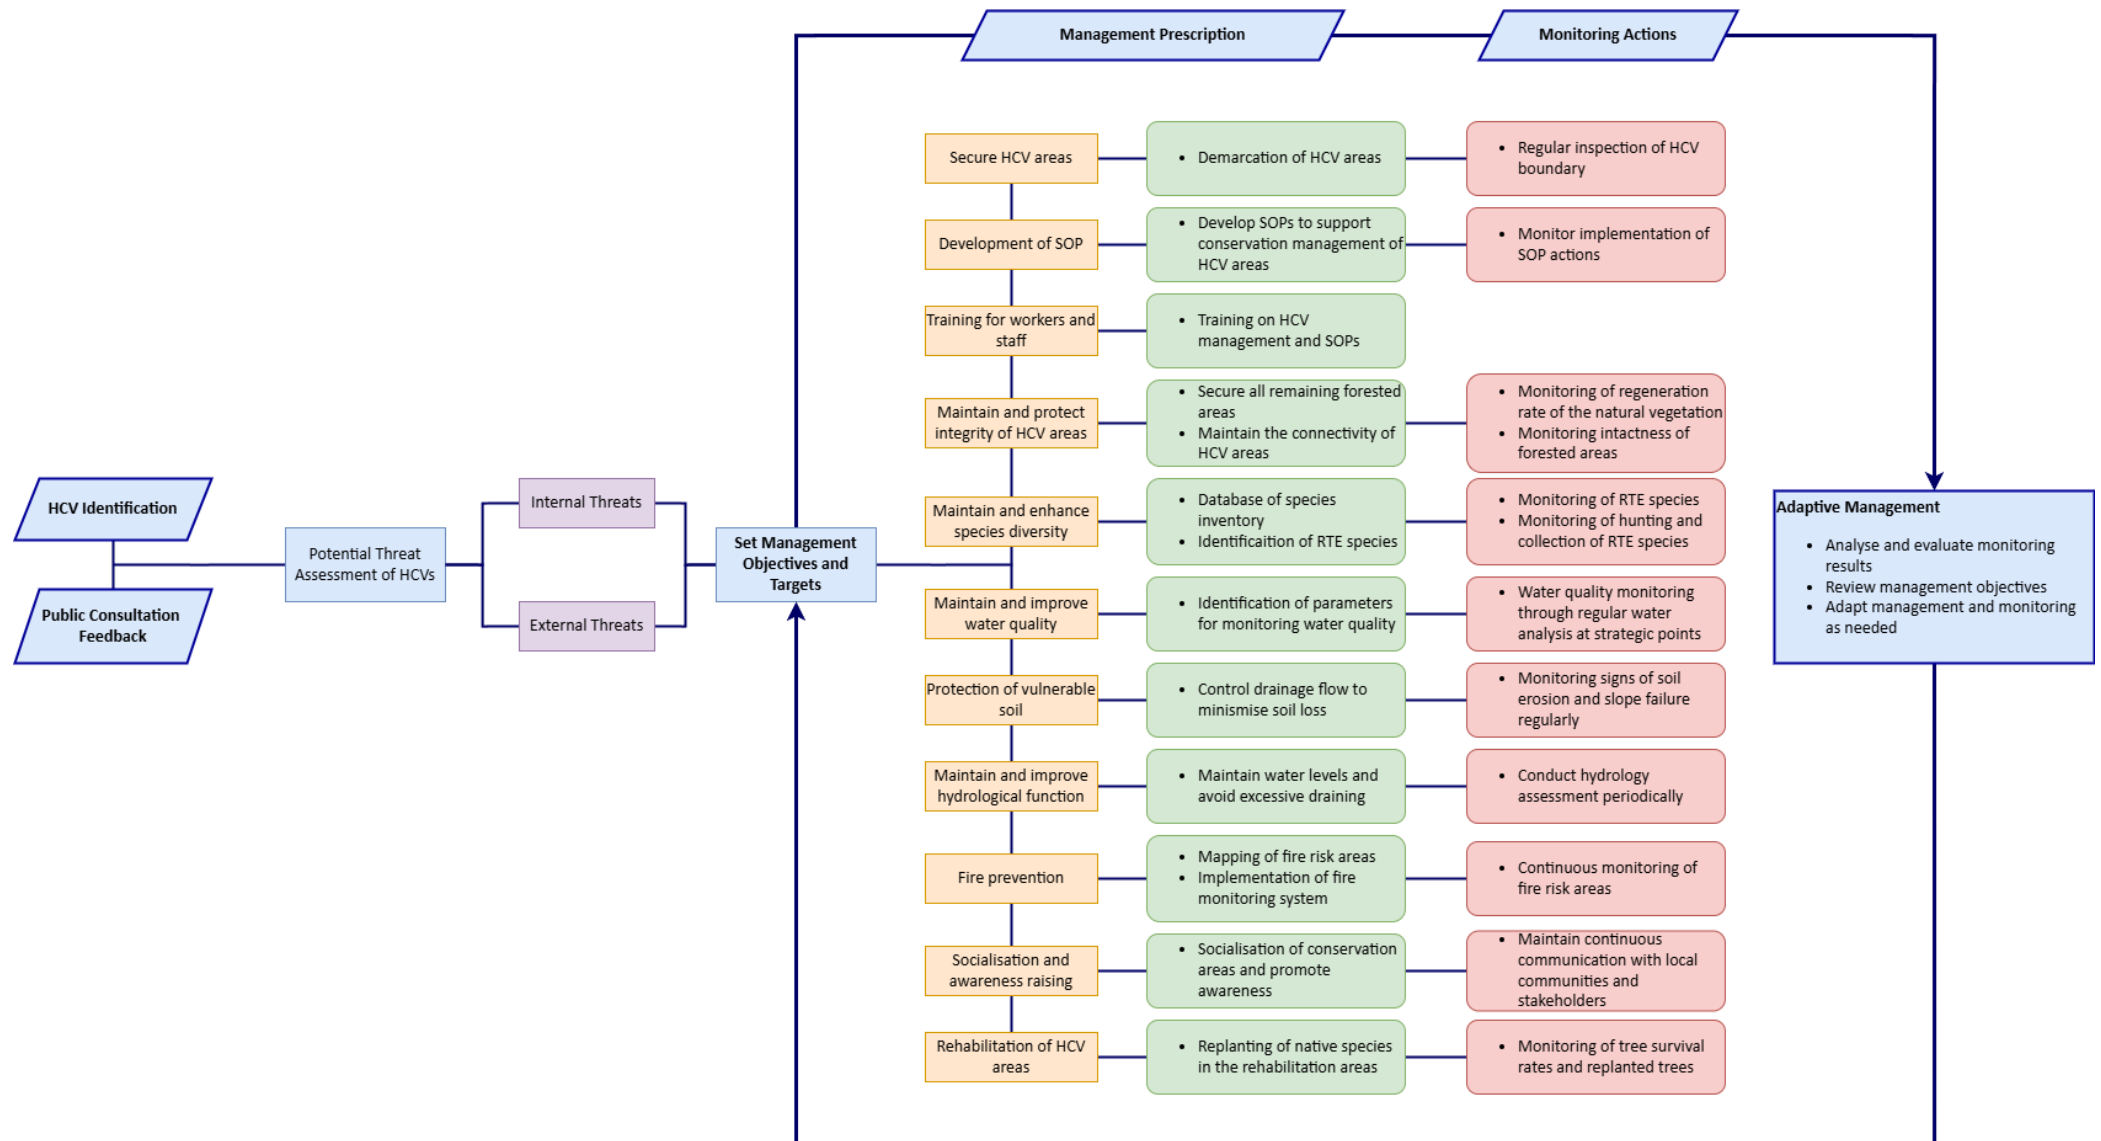 Management Prescription
Monitoring Actions
Secure HCV areas
• Demarcation of HCV areas
• Regular inspection of HCV
boundary
Development of SOP
• Develop SOPs to support
conservation management of
HCV areas
• Monitor implementation of
SOP actions
Training for workers and
staff
• Training on HCV
management and SOPs
Maintain and protect
integrity of HCV areas
• Secure all remaining forested
areas
• Maintain the connectivity of
HCV areas
• Monitoring of regeneration
rate of the natural vegetation
• Monitoring intactness of
forested areas
HCV Identification
Public Consultation
Feedback
Potential Threat
Assessment of HCVs
Internal Threats
External Threats
Set Management
Objectives and
Targets
Maintain and enhance
species diversity
• Database of species
inventory
• Identificaition of RTE species
• Monitoring of RTE species
• Monitoring of hunting and
collection of RTE species
Maintain and improve
water quality
• Identification of parameters
for monitoring water quality
• Water quality monitoring
through regular water
analysis at strategic points
Adaptive Management
• Analyse and evaluate monitoring
results
• Review management objectives
• Adapt management and monitoring
as needed
Protection of vulnerable
soil
• Control drainage flow to
minismise soil loss
• Monitoring signs of soil
erosion and slope failure
regularly
Maintain and improve
hydrological function
• Maintain water levels and
avoid excessive draining
• Conduct hydrology
assessment periodically
Fire prevention
• Mapping of fire risk areas
• Implementation of fire
monitoring system
• Continuous monitoring of
fire risk areas
Socialisation and
awareness raising
• Socialisation of conservation
areas and promote
awareness
• Maintain continuous
communication with local
communities and
stakeholders
Rehabilitation of HCV
areas
• Replanting of native species
in the rehabilitation areas
• Monitoring of tree survival
rates and replanted trees